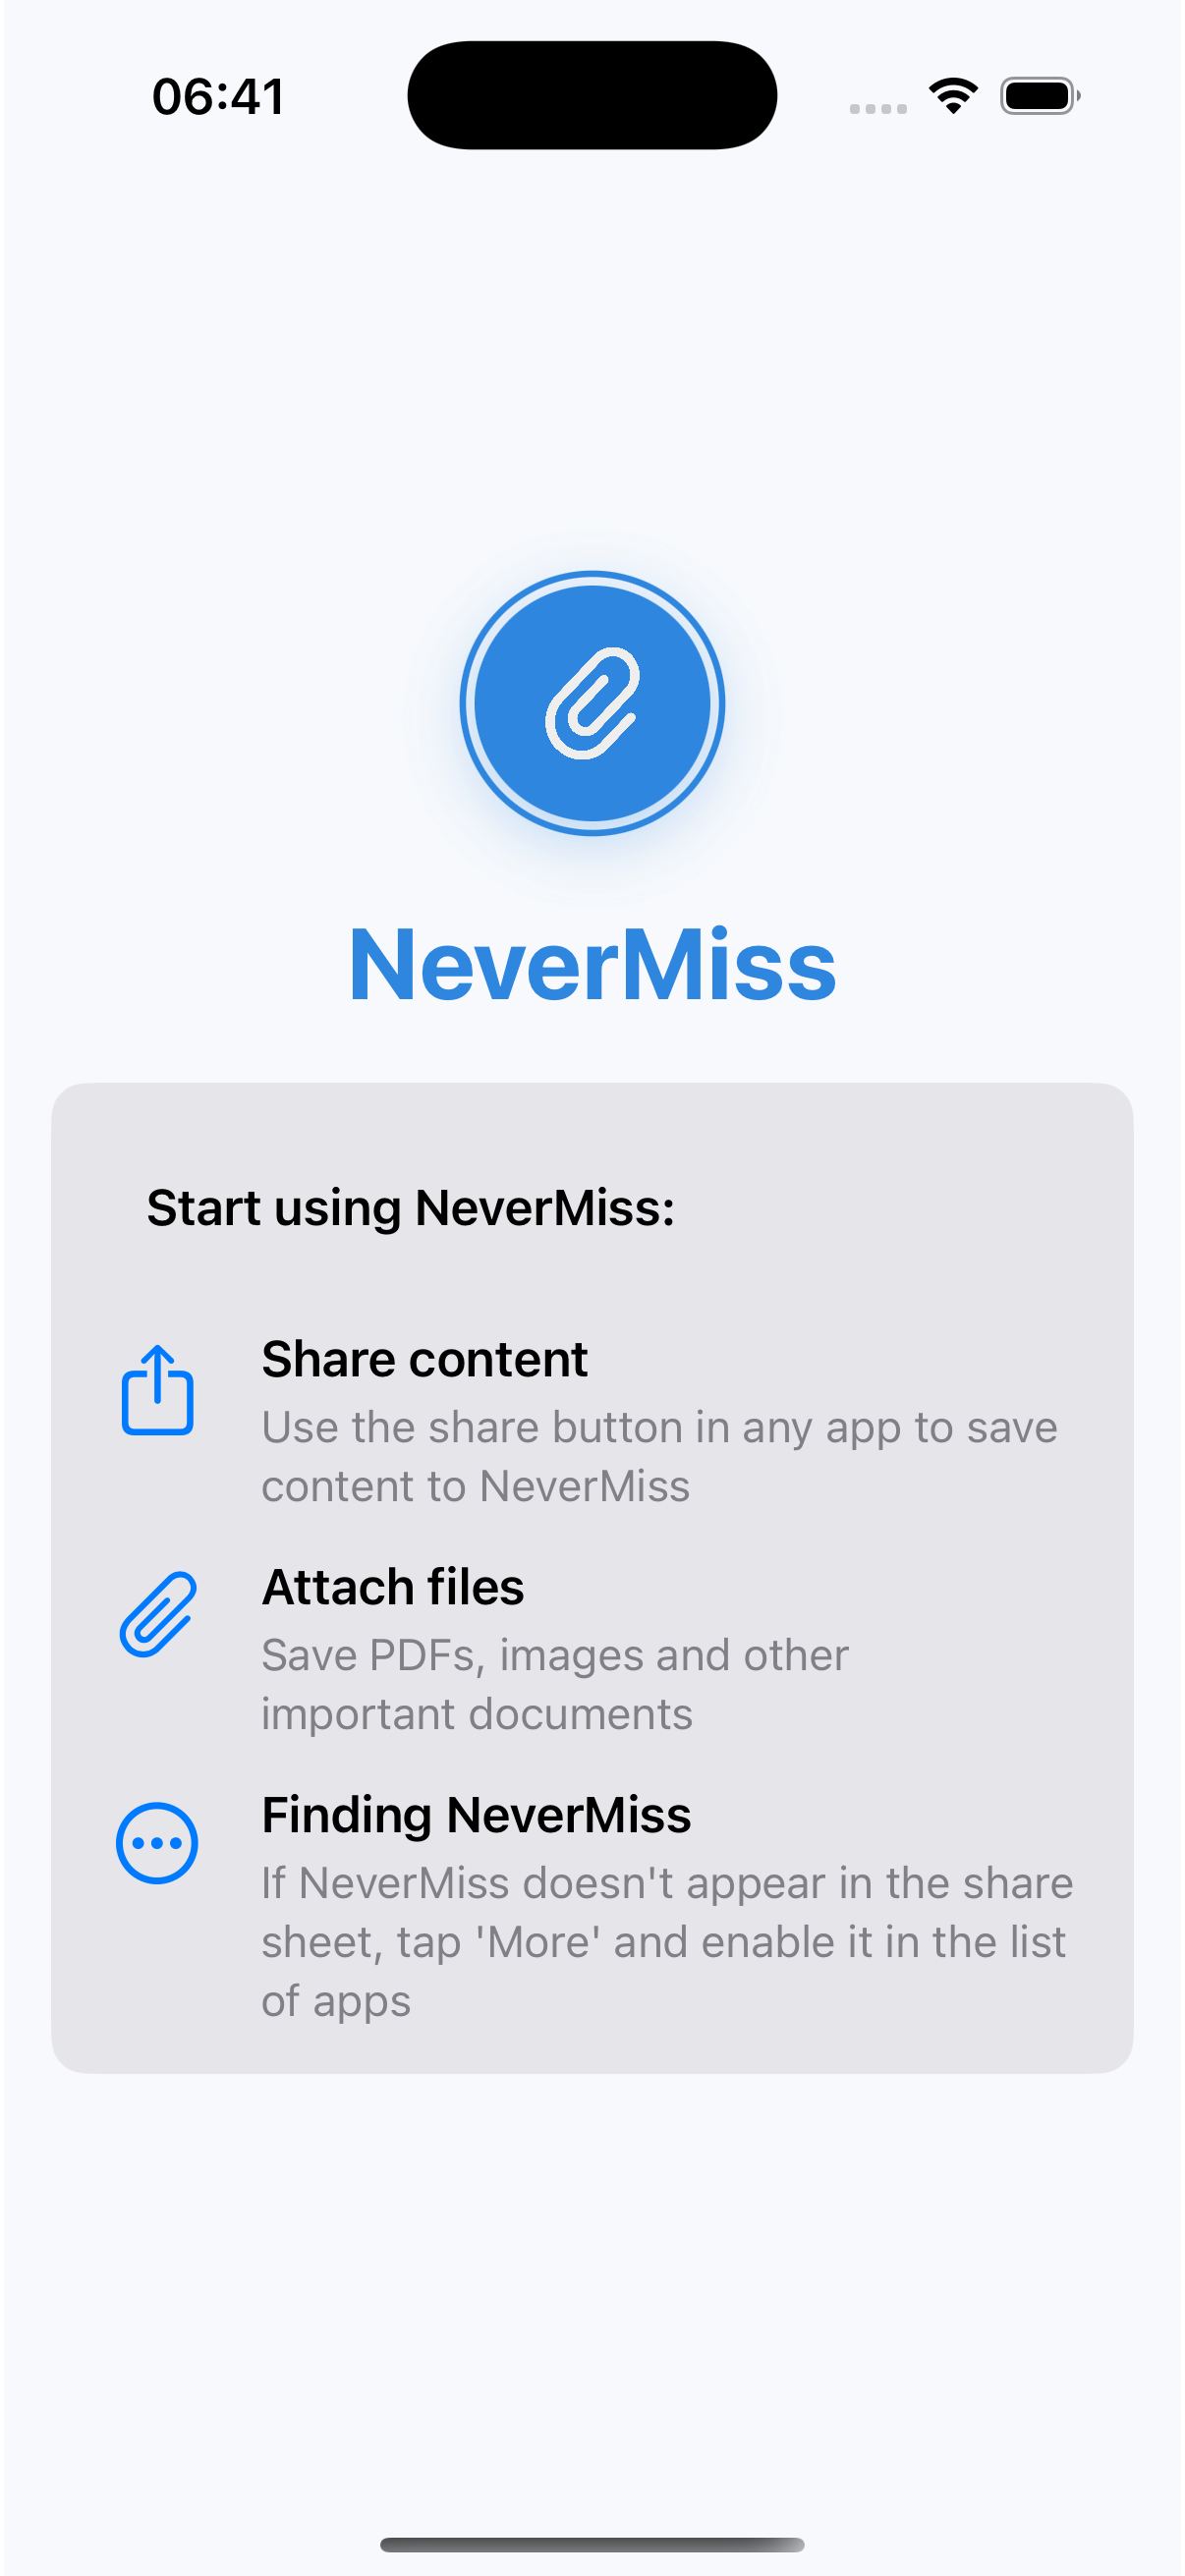 06:41
NeverMiss
Start using NeverMiss:
Share content
Use the share button in any app to save
content to NeverMiss
Attach files
Save PDFs, images and other
important documents
Finding NeverMiss
If NeverMiss doesn't appear in the share
sheet, tap 'More' and enable it in the list
of apps